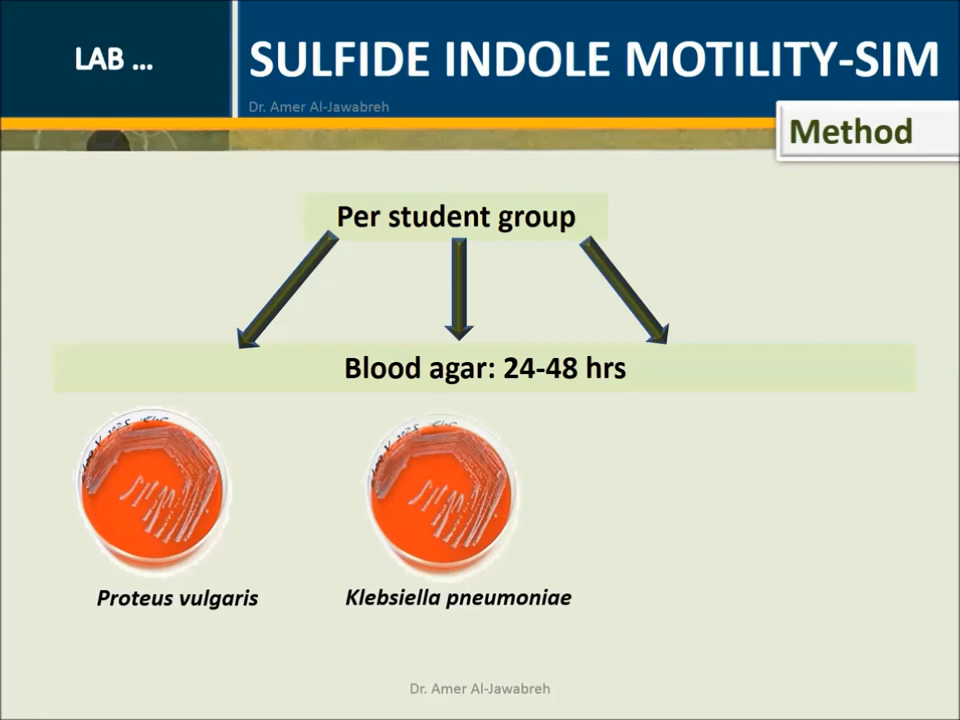 LAB ...
SULFIDE INDOLE MOTILITY-SIM
Dr. Amer Al-Jawabreh
Method
Per student group
Blood agar: 24-48 hrs
Proteus vulgaris
Klebsiella pneumoniae
Dr. Amer Al-Jawabreh